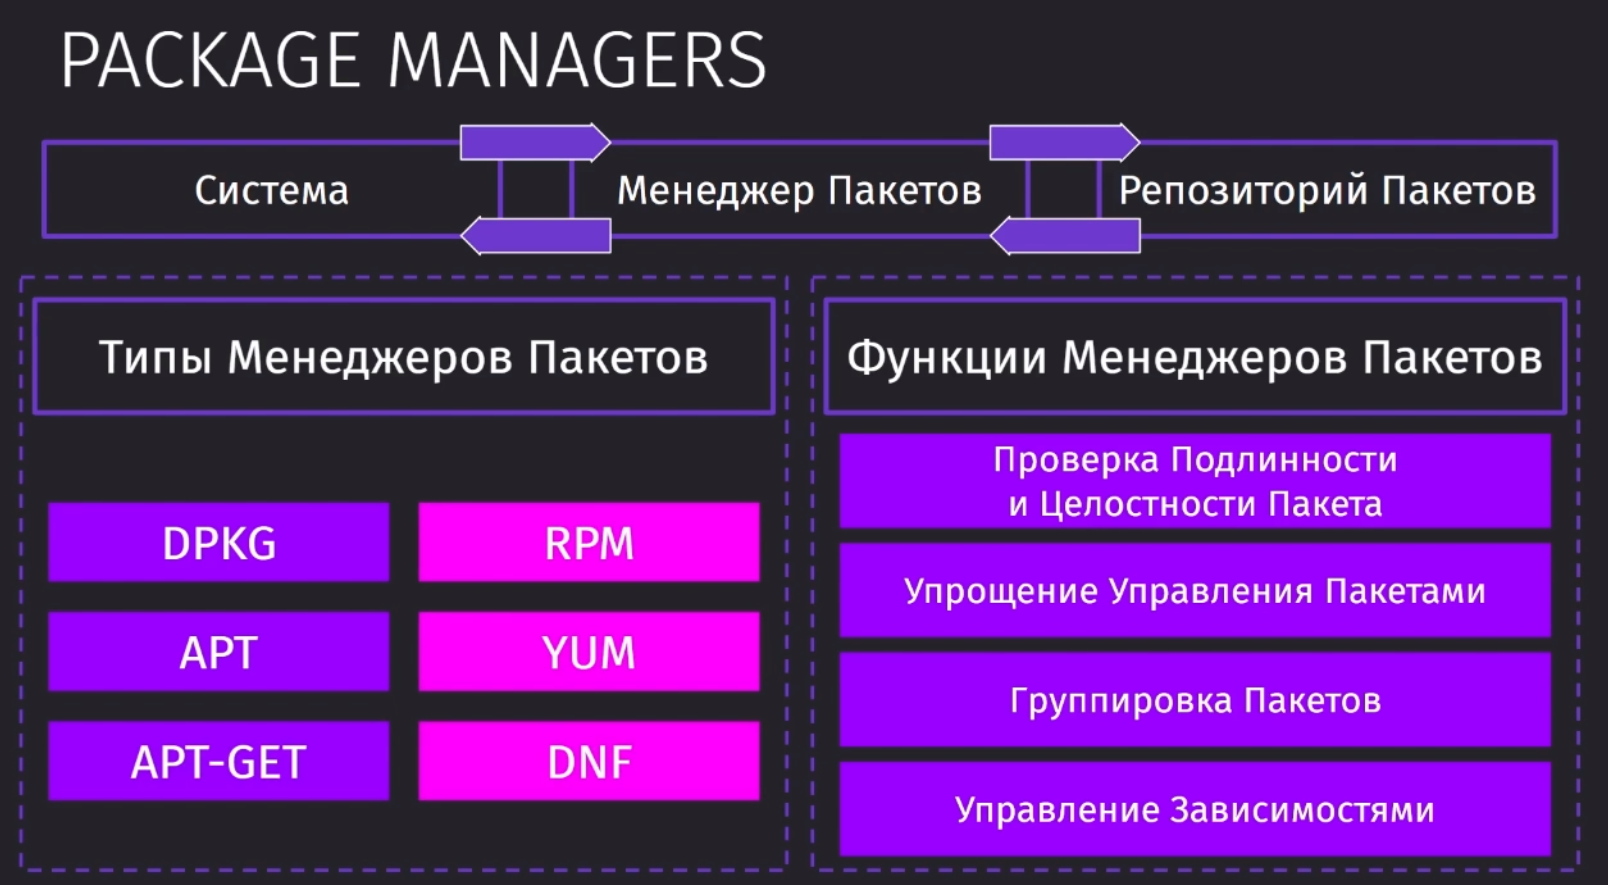 PACKAGE MANAGERS
Система
Менеджер Пакетов
Репозиторий Пакетов
Типы Менеджеров Пакетов
DPKG
RPM
APT
YUM
APT-GET
DNF
Функции Менеджеров Пакетов
Проверка Подлинности
и Целостности Пакета
Упрощение Управления Пакетами
Группировка Пакетов
Управление Зависимостями